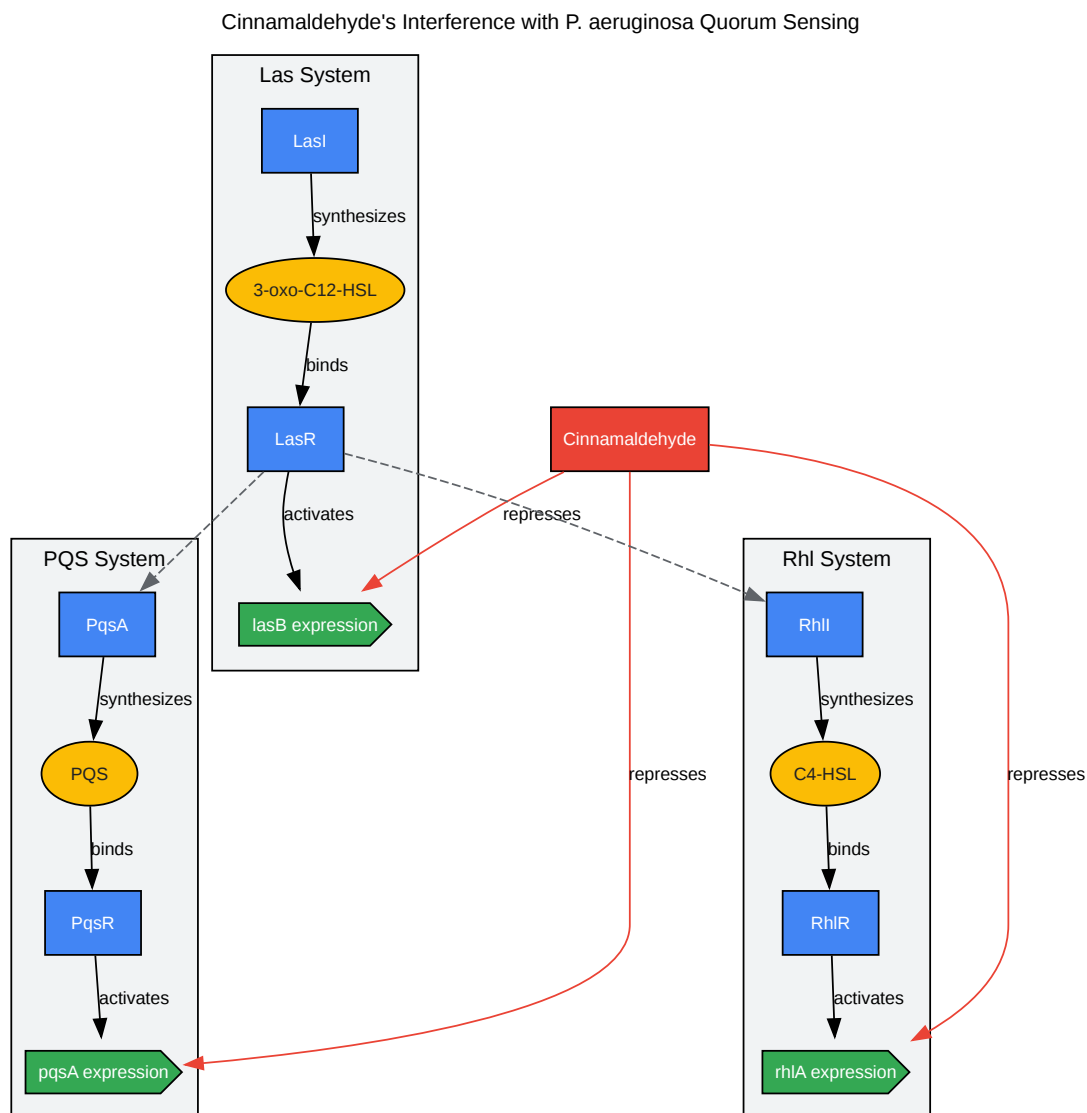 Cinnamaldehyde's Interference with P. aeruginosa Quorum Sensing
Las System
LasI
synthesizes
3-oxo-C12-HSL
binds
LasR
Cinnamaldehyde
activates
represses
lasB expression
PQS System
PqsA
synthesizes
PQS
binds
PqsR
activates
pqsA expression
represses
Rhl System
RhlI
synthesizes
C4-HSL
binds
RhlR
activates
rhlA expression
represses